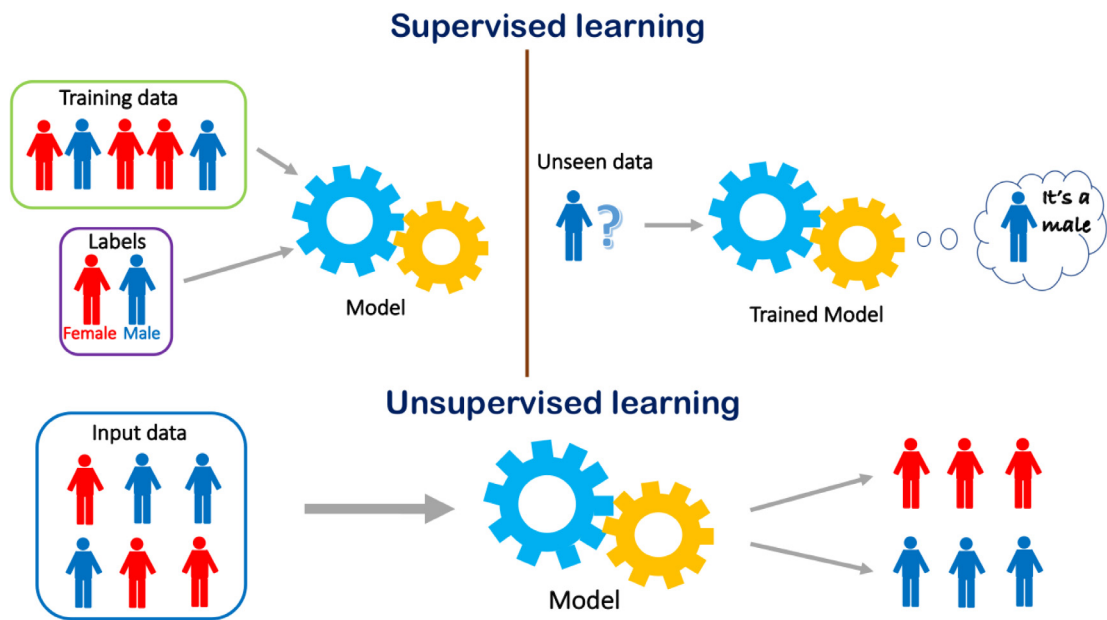 Supervised learning
Training data
Labels
Female Male
Model
Unseen data
?
Trained Model
It's a
male
Unsupervised learning
Input data
Model